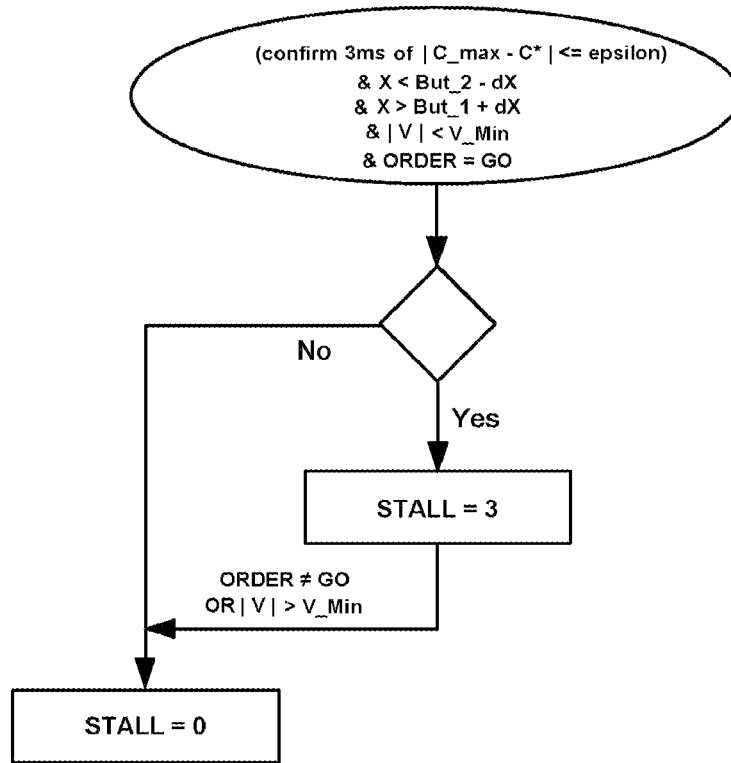 (confirm 3ms of | C_max - C* | <= epsilon)
& X < But_2 - dX
& X > But_1 + dX
& | V | < V_Min
& ORDER = GO
No
Yes
STALL = 3
ORDER ≠ GO
OR | V | > V_Min
STALL = 0